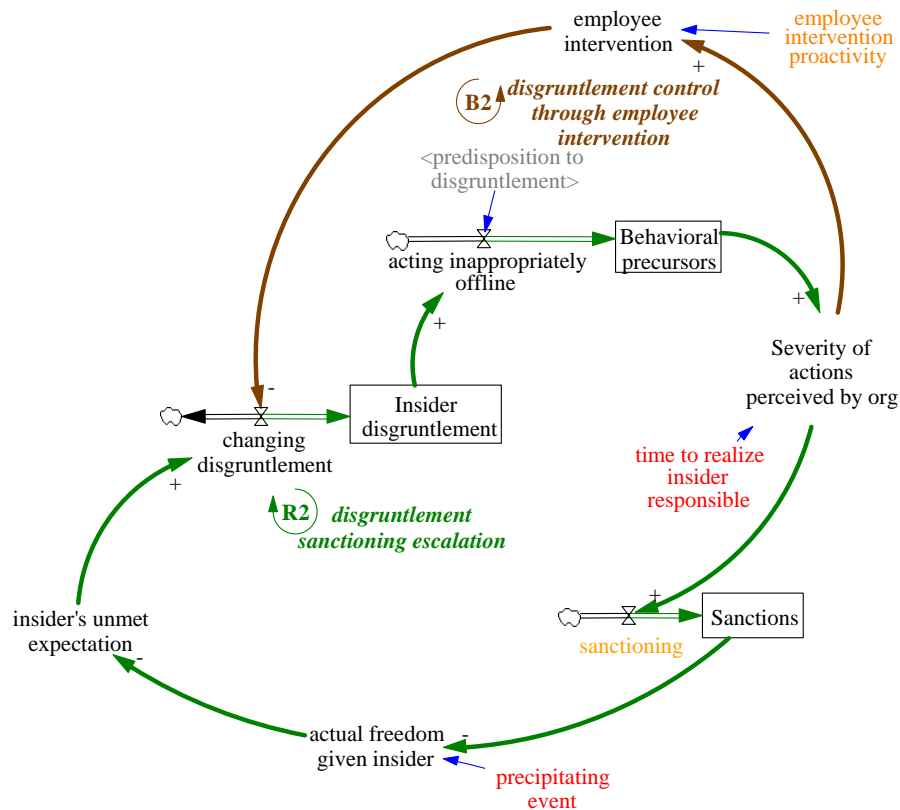 employee
intervention
employee
intervention
proactivity
+
B2
disgruntlement control
through employee
intervention
<predisposition to
disgruntlement>
acting inappropriately
offline
Behavioral
precursors
+
+
Severity of
actions
perceived by org
-
Insider
disgruntlement
changing
disgruntlement
+
time to realize
insider
responsible
R2
disgruntlement
sanctioning escalation
+
Sanctions
sanctioning
insider's unmet
expectation
-
-
actual freedom
given insider
precipitating
event